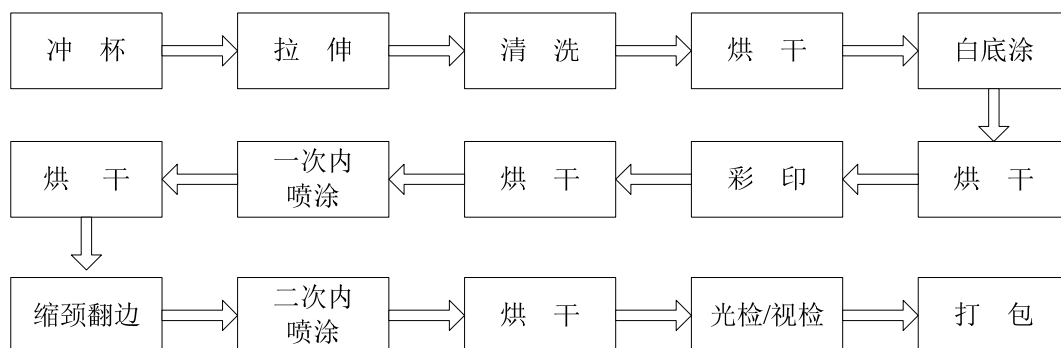 冲 杯
拉 伸
清 洗
烘 干
白底涂
烘 干
彩 印
烘 干
一次内
喷涂
烘 干
缩颈翻边
二次内
喷涂
烘 干
光检/视检
打 包